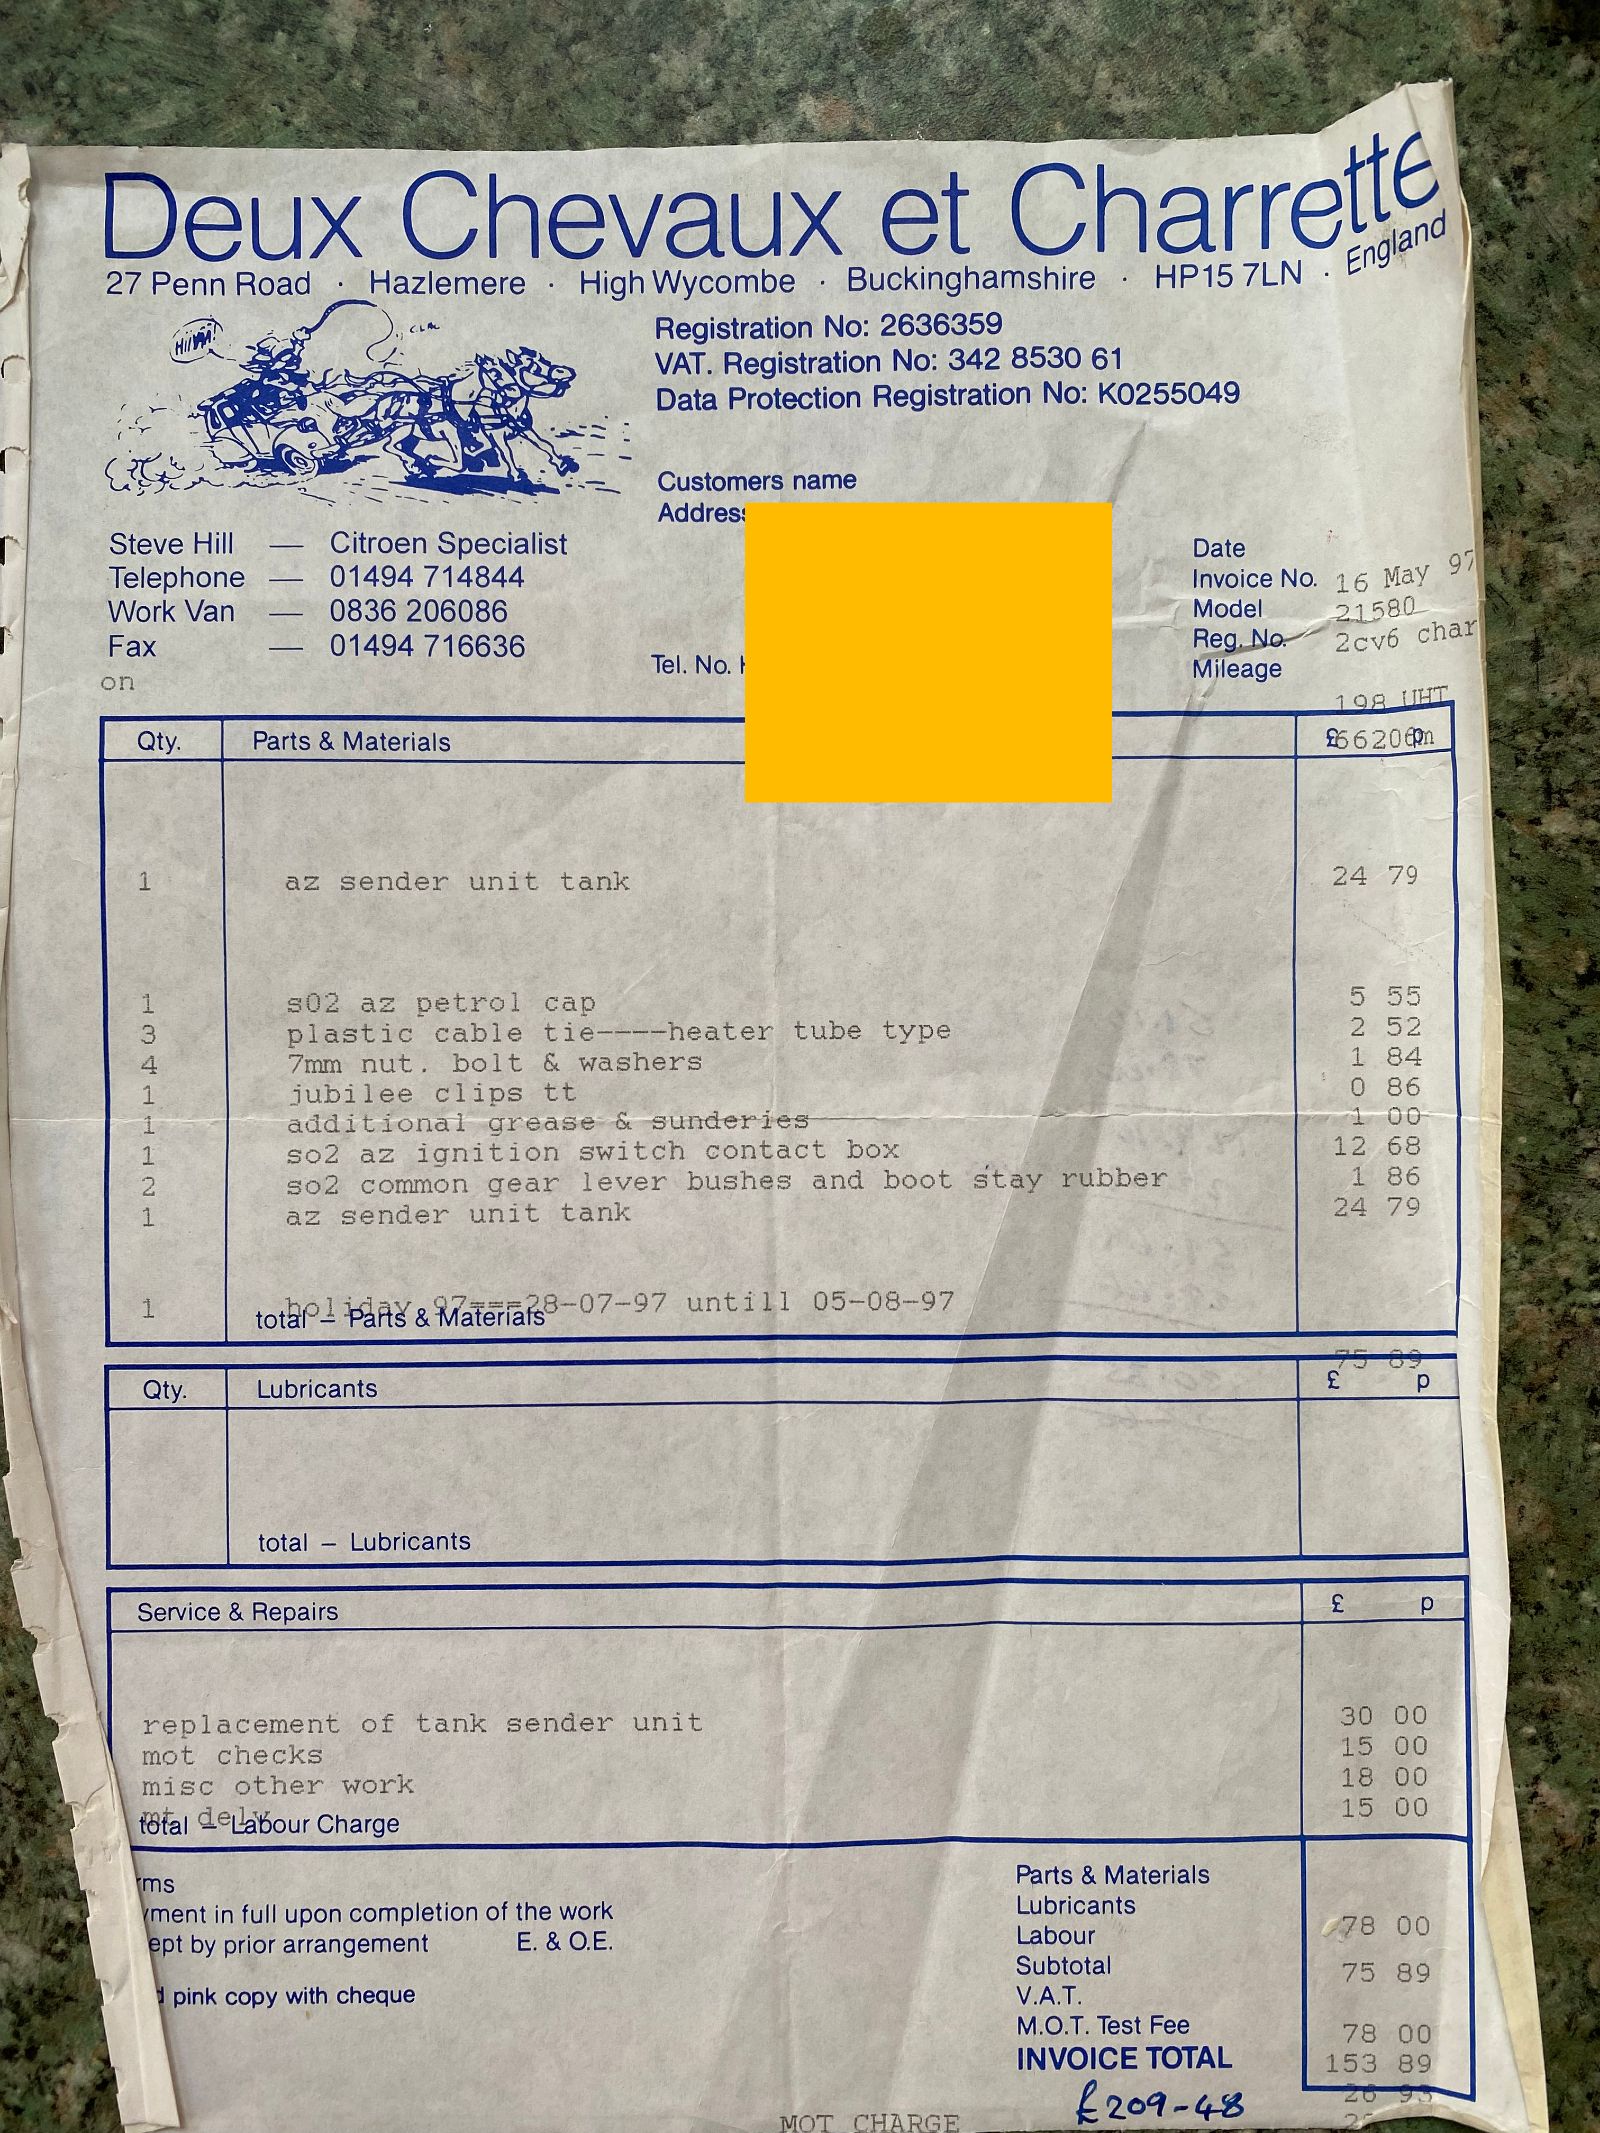 Deux Chevaux et Charrette
England
27 Penn Road · Hazlemere · High Wycombe · Buckinghamshire · HP15 7LN ·
Registration No: 2636359
VAT. Registration No: 342 8530 61
Data Protection Registration No: K0255049
Customers name
Address
Steve Hill — Citroen Specialist
Telephone — 01494 714844
Work Van — 0836 206086
Fax — 01494 716636
on
Tel. No.
Date
Invoice No. 16 May 97
Model 21580
Reg. No. 2cv6 char
Mileage
198 UHT
66206m
Qty. Parts & Materials £ p
1 az sender unit tank 24 79
1 s02 az petrol cap 5 55
3 plastic cable tie----heater tube type 2 52
4 7mm nut. bolt & washers 1 84
1 jubilee clips tt 0 86
1 additional grease & sunderies 1 00
1 so2 az ignition switch contact box 12 68
2 so2 common gear lever bushes and boot stay rubber 1 86
1 az sender unit tank 24 79
1 holiday 97===28-07-97 untill 05-08-97
total – Parts & Materials
75 89
Qty. Lubricants £ p
total – Lubricants
Service & Repairs £ p
replacement of tank sender unit 30 00
mot checks 15 00
misc other work 18 00
mt dely 15 00
total – Labour Charge
rms
ment in full upon completion of the work
ept by prior arrangement E. & O.E.
pink copy with cheque
Parts & Materials
Lubricants
Labour 78 00
Subtotal 75 89
V.A.T.
M.O.T. Test Fee 78 00
INVOICE TOTAL 153 89
£209-48 26 93
MOT CHARGE